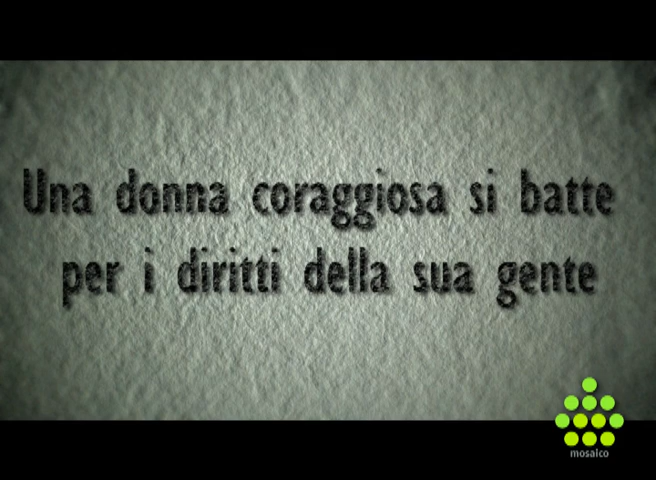 Una donna coraggiosa si batte
per i diritti della sua gente
mosaico